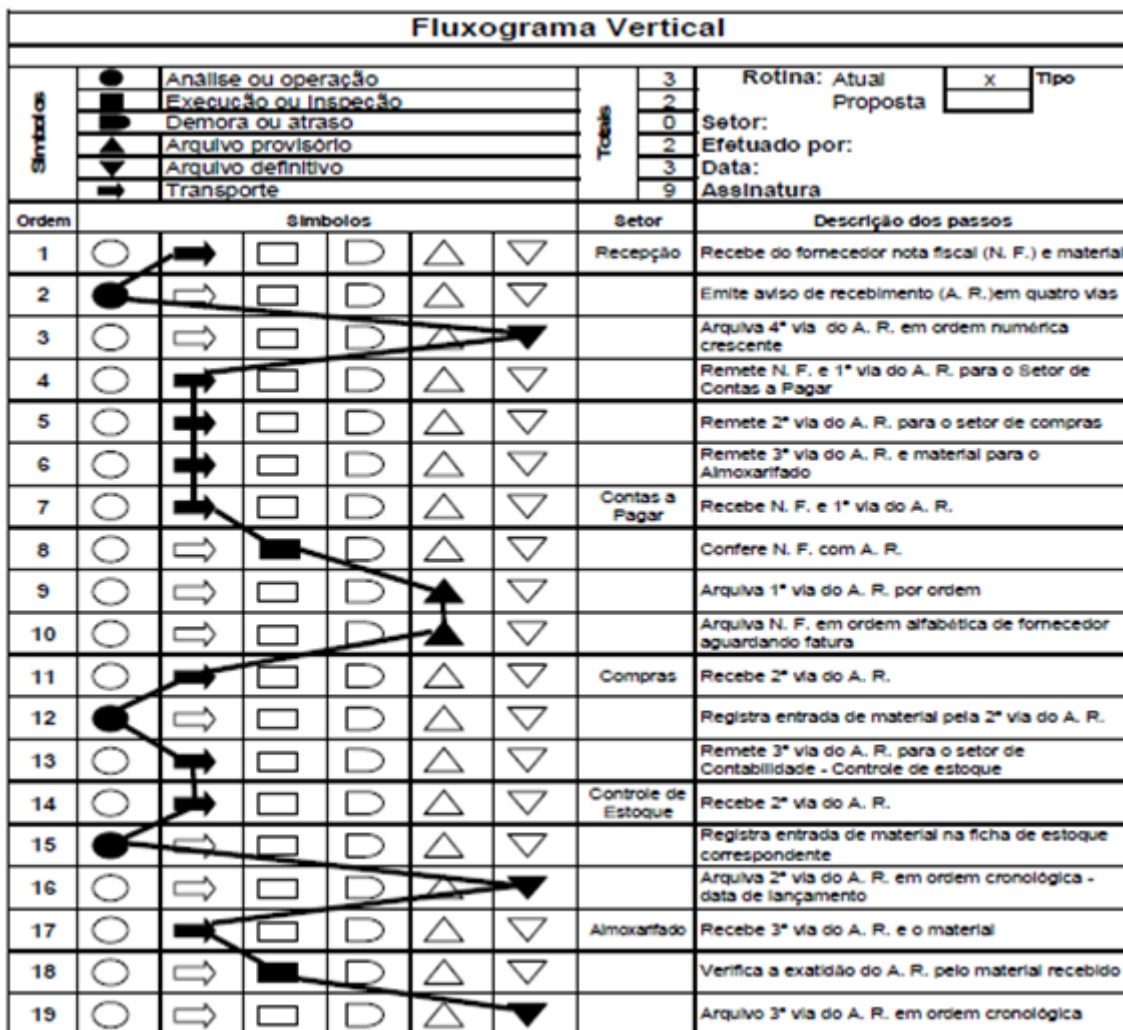 Fluxograma Vertical
Símbolos
Análise ou operação
Execução ou Inspeção
Demora ou atraso
Arquivo provisório
Arquivo definitivo
Transporte
Totais
3
2
0
2
3
9
Rotina: Atual x Tipo
Proposta
Setor:
Efetuado por:
Data:
Assinatura
Ordem Símbolos Setor Descrição dos passos
1 Recepção Recebe do fornecedor nota fiscal (N. F.) e material
2 Emite aviso de recebimento (A. R.)em quatro vias
3 Arquiva 4ª via do A. R. em ordem numérica
crescente
4 Remete N. F. e 1ª via do A. R. para o Setor de
Contas a Pagar
5 Remete 2ª via do A. R. para o setor de compras
6 Remete 3ª via do A. R. e material para o
Almoxarifado
7 Contas a
Pagar
Recebe N. F. e 1ª via do A. R.
8 Confere N. F. com A. R.
9 Arquiva 1ª via do A. R. por ordem
10 Arquiva N. F. em ordem alfabética de fornecedor
aguardando fatura
11 Compras Recebe 2ª via do A. R.
12 Registra entrada de material pela 2ª via do A. R.
13 Remete 3ª via do A. R. para o setor de
Contabilidade - Controle de estoque
14 Controle de
Estoque
Recebe 2ª via do A. R.
15 Registra entrada de material na ficha de estoque
correspondente
16 Arquiva 2ª via do A. R. em ordem cronológica -
data de lançamento
17 Almoxarifado Recebe 3ª via do A. R. e o material
18 Verifica a exatidão do A. R. pelo material recebido
19 Arquivo 3ª via do A. R. em ordem cronológica